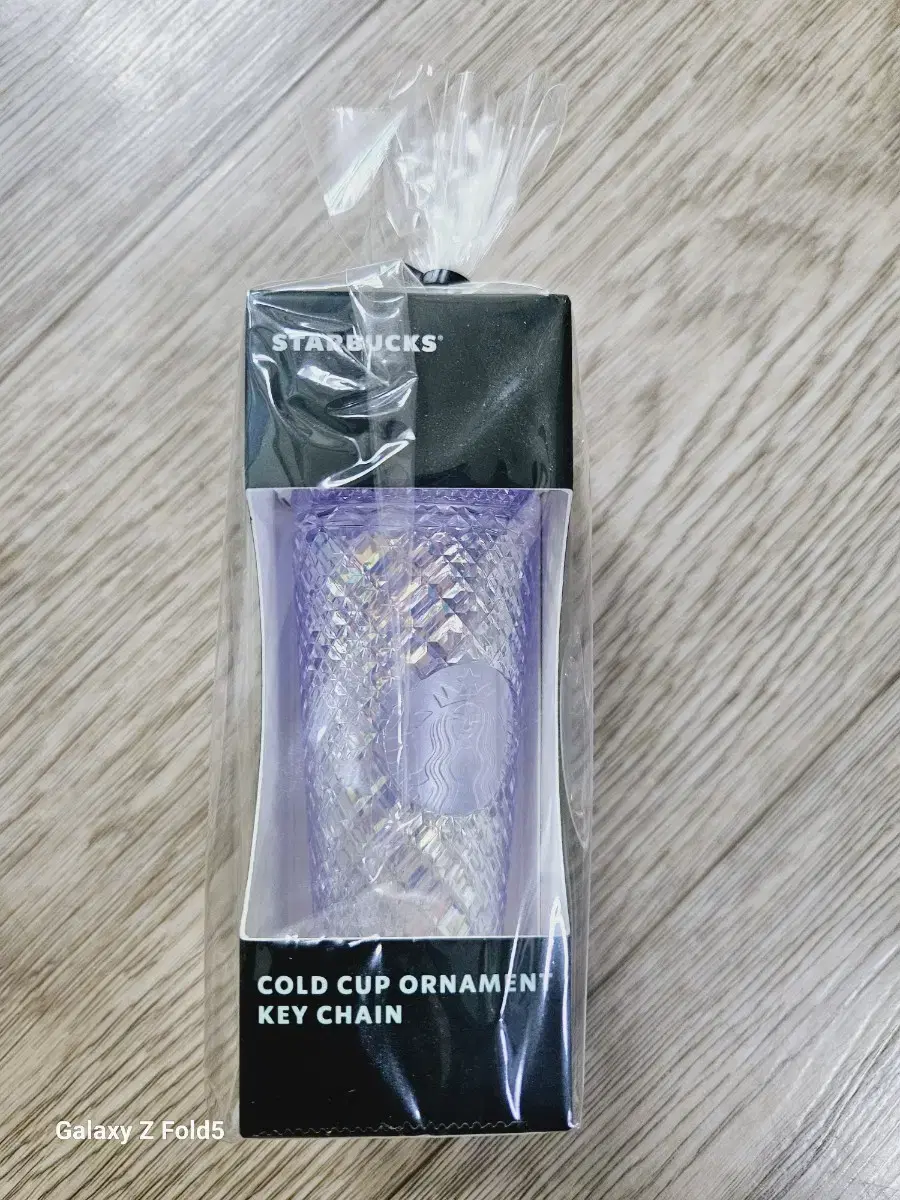 STARBUCKS®
COLD CUP ORNAMENT
KEY CHAIN
Galaxy Z Fold5